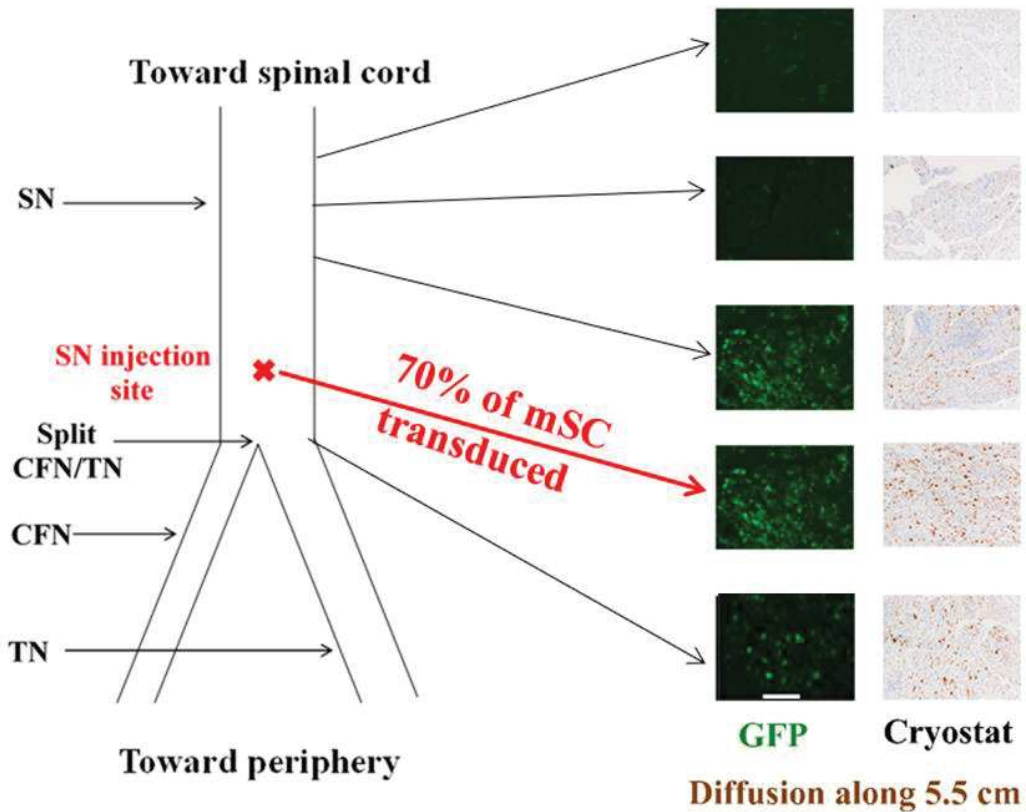 Toward spinal cord
SN
SN injection
site
70% of mSC
transduced
Split
CFN/TN
CFN
TN
Toward periphery
GFP
Cryostat
Diffusion along 5.5 cm